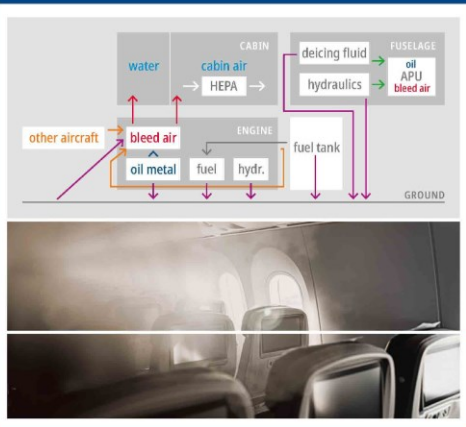 CABIN
water
cabin air
HEPA
deicing fluid
FUSELAGE
oil
APU
bleed air
hydraulics
other aircraft
bleed air
ENGINE
oil metal
fuel
hydr.
fuel tank
GROUND